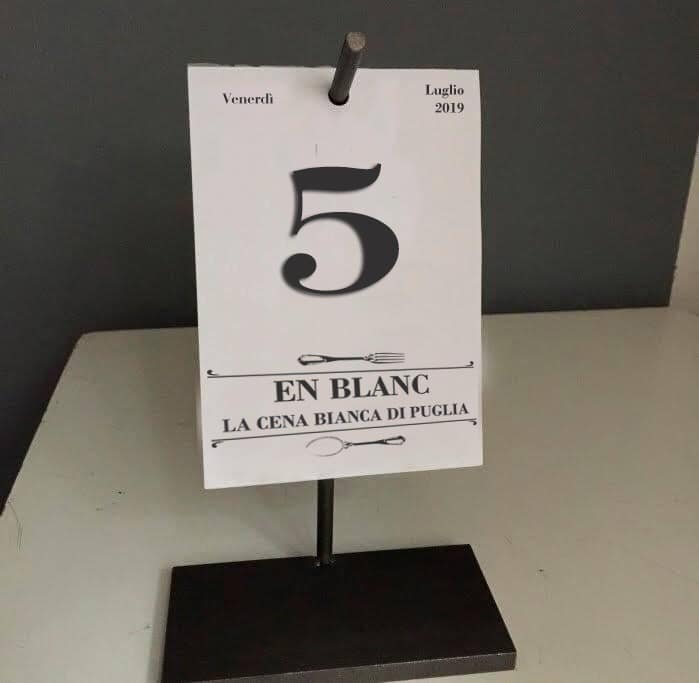 Venerdì
Luglio
2019
5
EN BLANC
LA CENA BIANCA DI PUGLIA